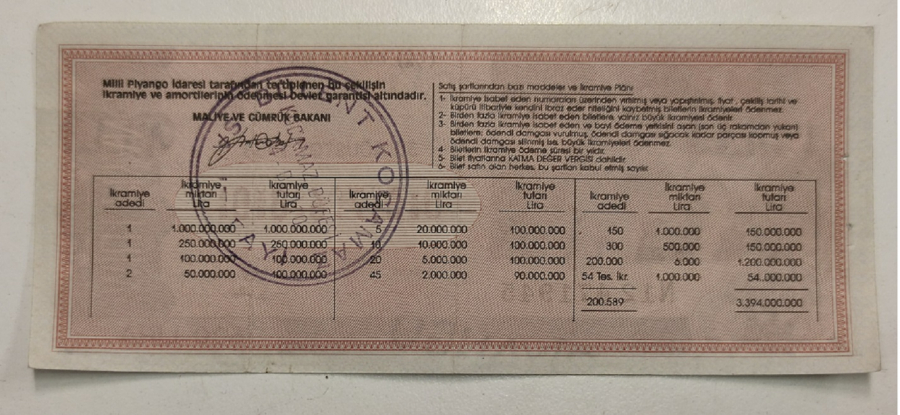 Milli Piyango İdaresi tarafından tertiplenen bu çekilişin
ikramiye ve amortilerinin ödenmesi Devlet garantisi altındadır.
MALİYE VE GÜMRÜK BAKANI
Satış şartlarından bazı maddeler ve İkramiye Planı
1- İkramiye isabet eden numaraları üzerinden yırtılmış veya yapıştırılmış, fiyat, çekiliş tarihi ve
küpürü itibariyle kendini ibraz eder niteliğini kaybetmiş biletlerin ikramiyeleri ödenmez.
2- Birden fazla ikramiye isabet eden biletlere, yalnız büyük ikramiyesi ödenir.
3- Birden fazla ikramiye isabet eden ve bayi ödeme yetkisini aşan (son üç rakamdan yukarı)
biletlere; ödendi damgası vurulmuş, ödendi damgası sığacak kadar parçası kopmuş veya
ödendi damgası silinmiş ise, büyük ikramiyeleri ödenmez.
4- Biletlerin ikramiye ödeme süresi bir yıldır.
5- Bilet fiyatlarına KATMA DEĞER VERGİSİ dahildir.
6- Bilet satın alan herkes, bu şartları kabul etmiş sayılır.
İkramiye adedi İkramiye miktarı Lira İkramiye tutarı Lira İkramiye adedi İkramiye miktarı Lira İkramiye tutarı Lira İkramiye adedi İkramiye miktarı Lira İkramiye tutarı Lira
1 1.000.000.000 1.000.000.000 20.000.000 100.000.000 150 1.000.000 150.000.000
1 250.000.000 250.000.000 10 10.000.000 100.000.000 300 500.000 150.000.000
1 100.000.000 100.000.000 20 5.000.000 100.000.000 200.000 6.000 1.200.000.000
2 50.000.000 100.000.000 45 2.000.000 90.000.000 54 Tes. İkr. 1.000.000 54.000.000
200.589 3.394.000.000